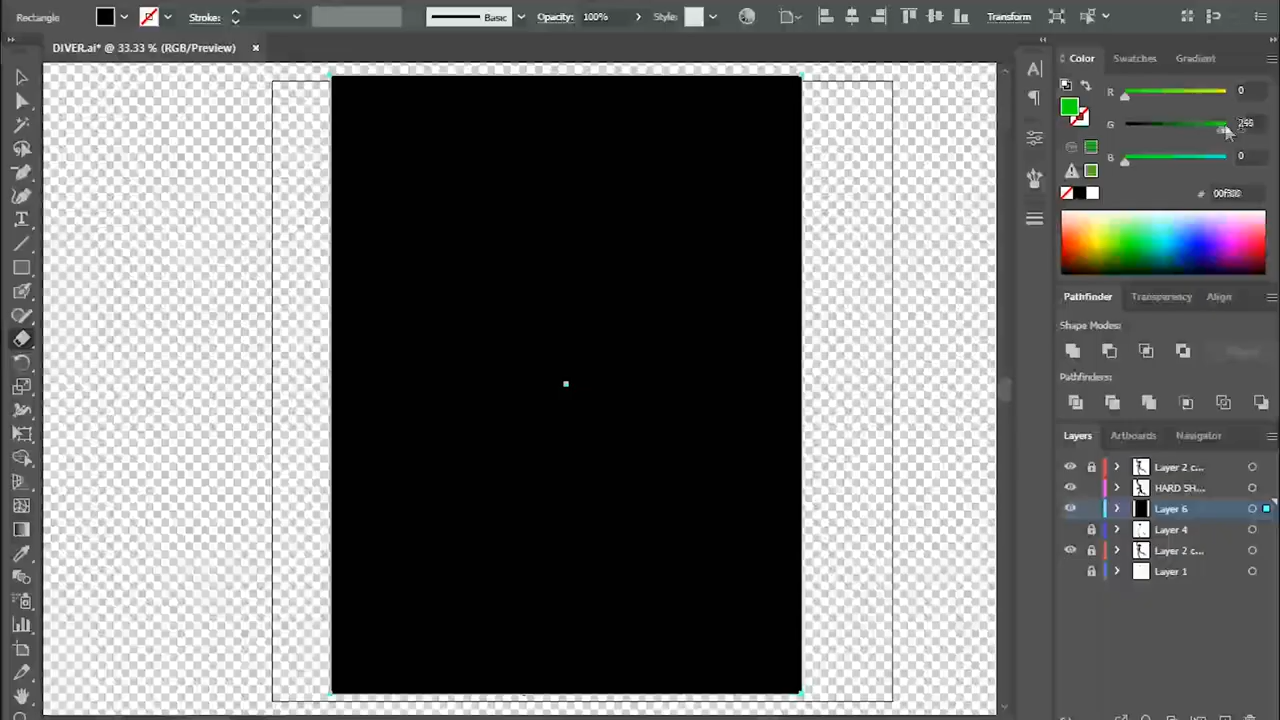 Rectangle Stroke: Basic Opacity: 100% Style: Transform
DIVER.ai* @ 33.33 % (RGB/Preview)
Color Swatches Gradient
R 0
G
B 0
#
Pathfinder Transparency Align
Shape Modes:
Pathfinders:
Layers Artboards Navigator
Layer 2 c...
HARD SH...
Layer 6
Layer 4
Layer 2 c...
Layer 1